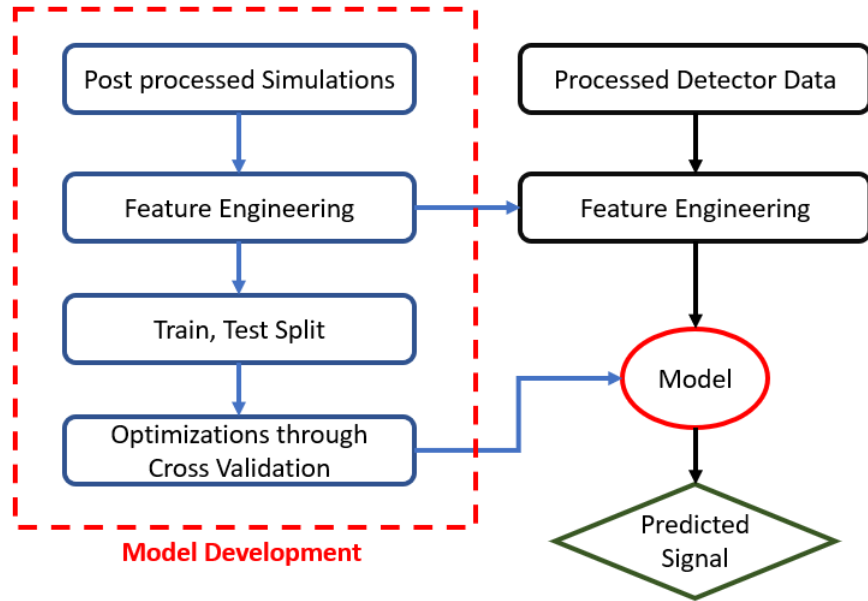 Post processed Simulations
Feature Engineering
Train, Test Split
Optimizations through
Cross Validation
Model Development
Processed Detector Data
Feature Engineering
Model
Predicted
Signal